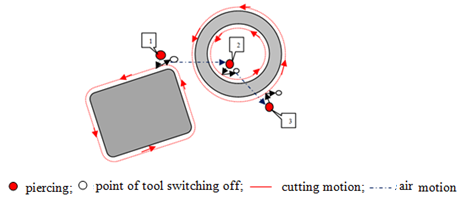 1
2
3
piercing; point of tool switching off; cutting motion; air motion